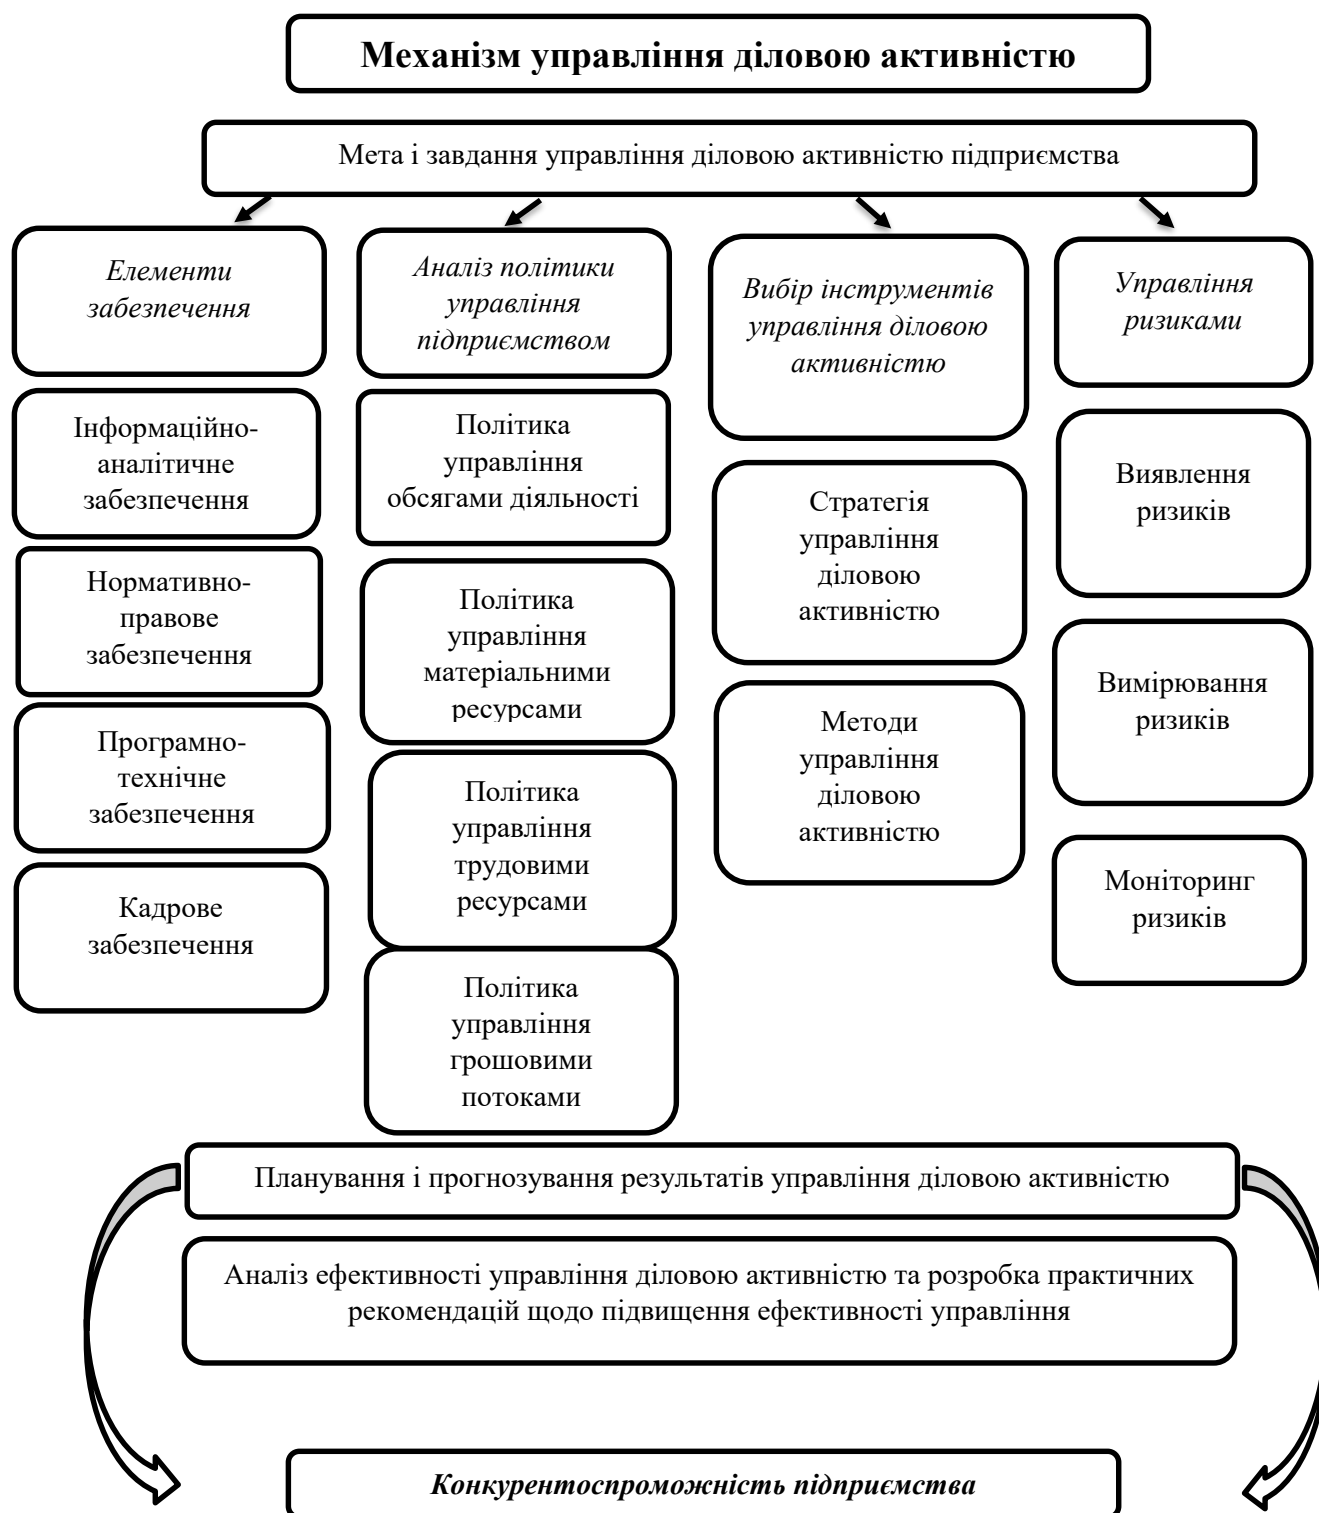 Механізм управління діловою активністю
Мета і завдання управління діловою активністю підприємства
Елементи
забезпечення
Інформаційно-
аналітичне
забезпечення
Нормативно-
правове
забезпечення
Програмно-
технічне
забезпечення
Кадрове
забезпечення
Аналіз політики
управління
підприємством
Політика
управління
обсягами діяльності
Політика
управління
матеріальними
ресурсами
Політика
управління
трудовими
ресурсами
Політика
управління
грошовими
потоками
Вибір інструментів
управління діловою
активністю
Стратегія
управління
діловою
активністю
Методи
управління
діловою
активністю
Управління
ризиками
Виявлення
ризиків
Вимірювання
ризиків
Моніторинг
ризиків
Планування і прогнозування результатів управління діловою активністю
Аналіз ефективності управління діловою активністю та розробка практичних
рекомендацій щодо підвищення ефективності управління
Конкурентоспроможність підприємства